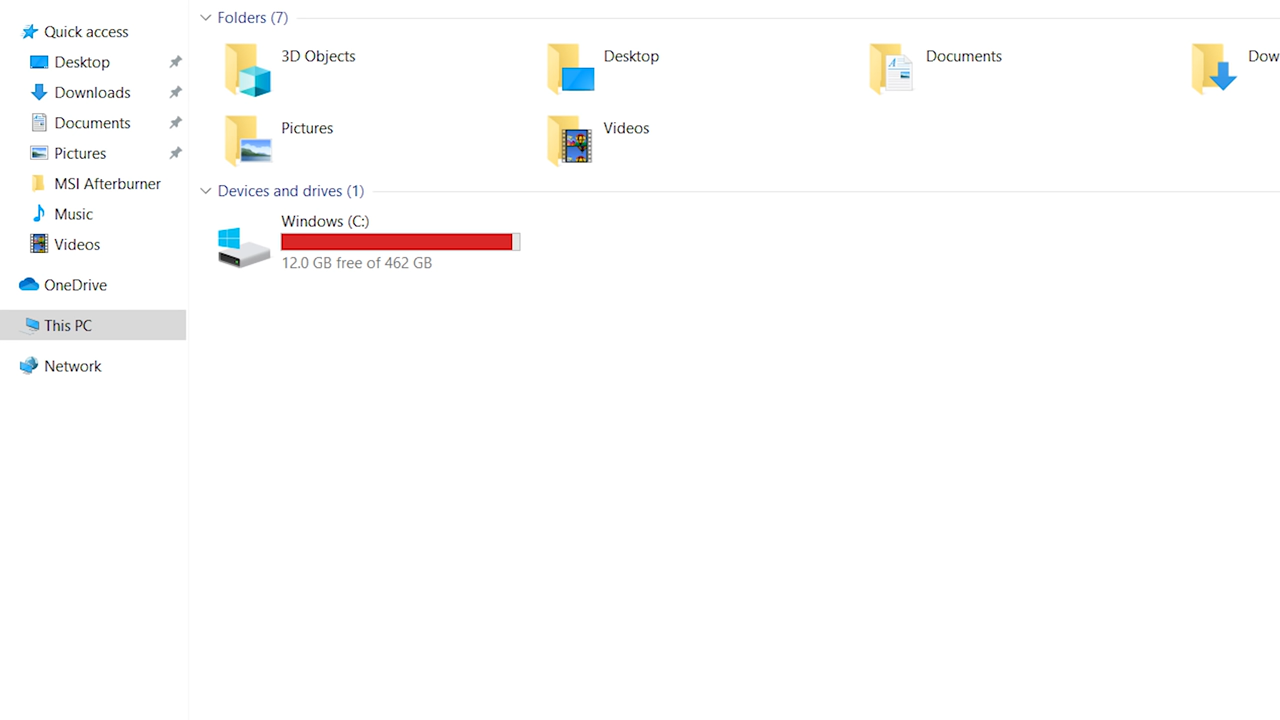 Quick access
Desktop
Downloads
Documents
Pictures
MSI Afterburner
Music
Videos
OneDrive
This PC
Network
Folders (7)
3D Objects
Desktop
Documents
Dow
Pictures
Videos
Devices and drives (1)
Windows (C:)
12.0 GB free of 462 GB